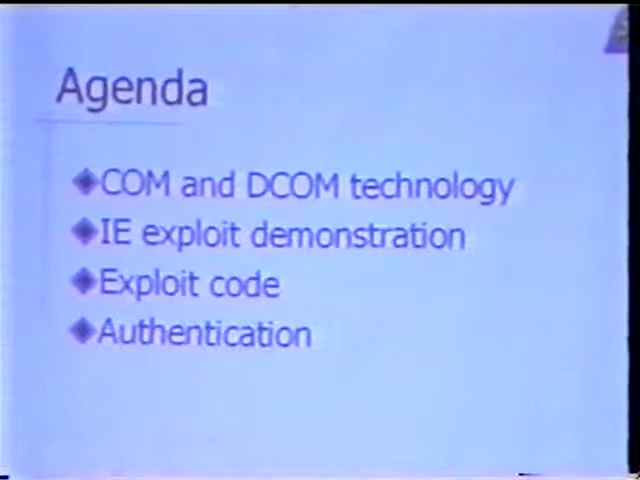 Agenda
COM and DCOM technology
IE exploit demonstration
Exploit code
Authentication